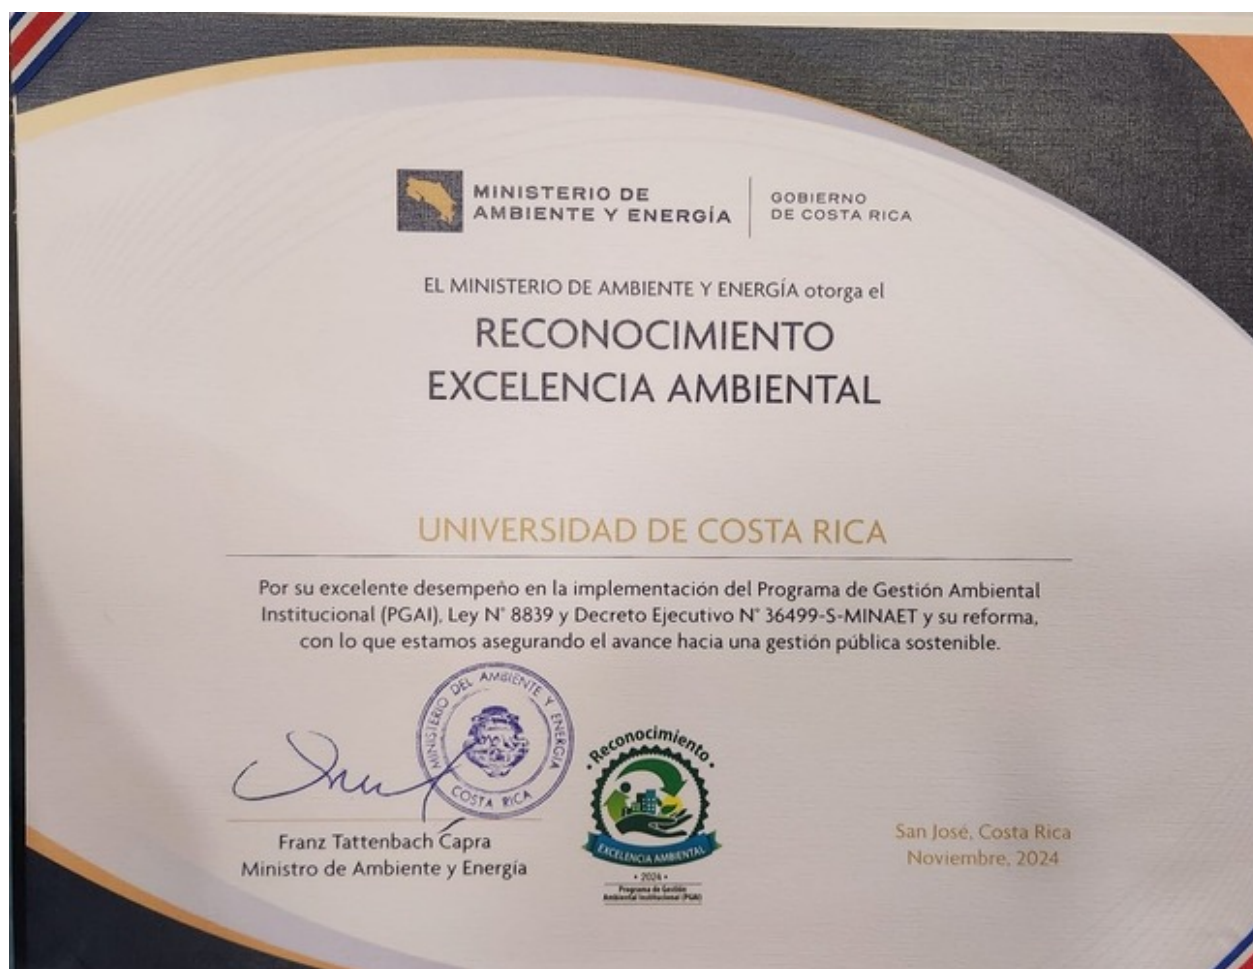 MINISTERIO DE
AMBIENTE Y ENERGÍA
GOBIERNO
DE COSTA RICA
EL MINISTERIO DE AMBIENTE Y ENERGÍA otorga el
RECONOCIMIENTO
EXCELENCIA AMBIENTAL
UNIVERSIDAD DE COSTA RICA
Por su excelente desempeño en la implementación del Programa de Gestión Ambiental
Institucional (PGAI), Ley N° 8839 y Decreto Ejecutivo N° 36499-S-MINAET y su reforma,
con lo que estamos asegurando el avance hacia una gestión pública sostenible.
MINISTERIO DEL AMBIENTE Y ENERGIA
COSTA RICA
Franz Tattenbach Capra
Ministro de Ambiente y Energía
• Reconocimiento •
EXCELENCIA AMBIENTAL
• 2024 •
Programa de Gestión
Ambiental Institucional (PGAI)
San José, Costa Rica
Noviembre, 2024